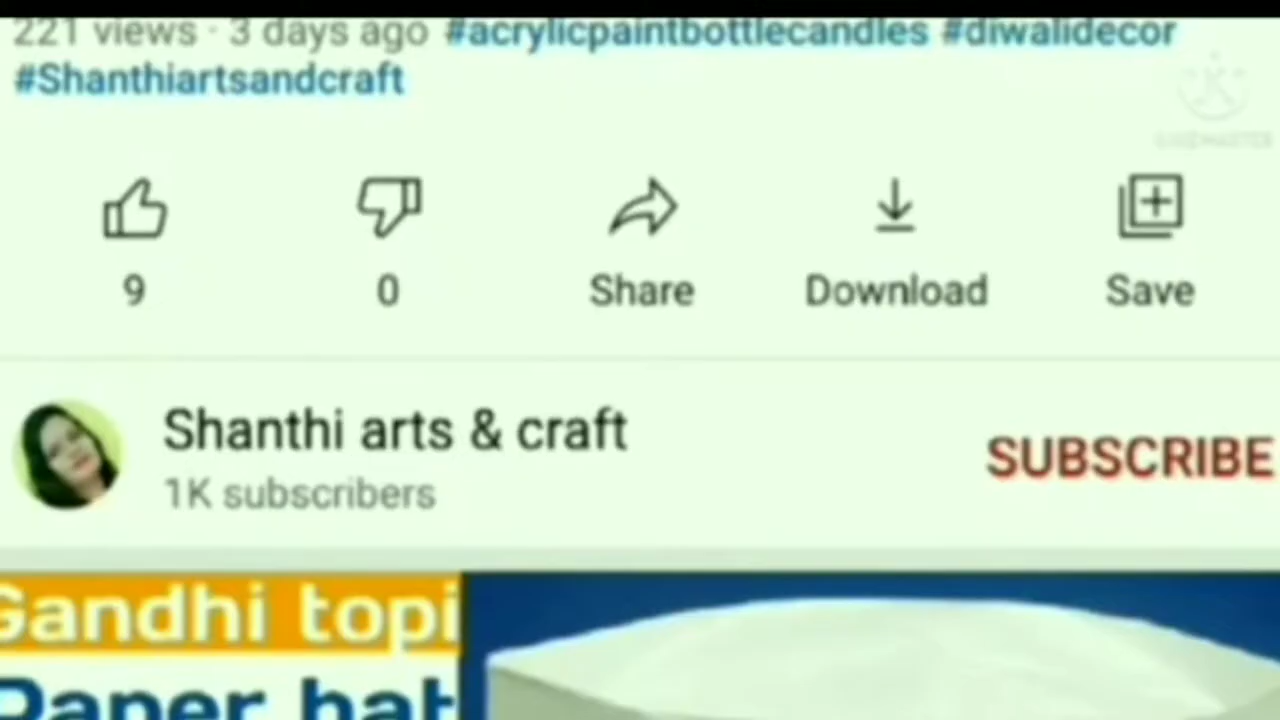 221 views · 3 days ago #acrylicpaintbottlecandles #diwalidecor
#Shanthiartsandcraft
KINEMASTER
9 0 Share Download Save
Shanthi arts & craft
1K subscribers
SUBSCRIBE
Gandhi topi
Paper hat